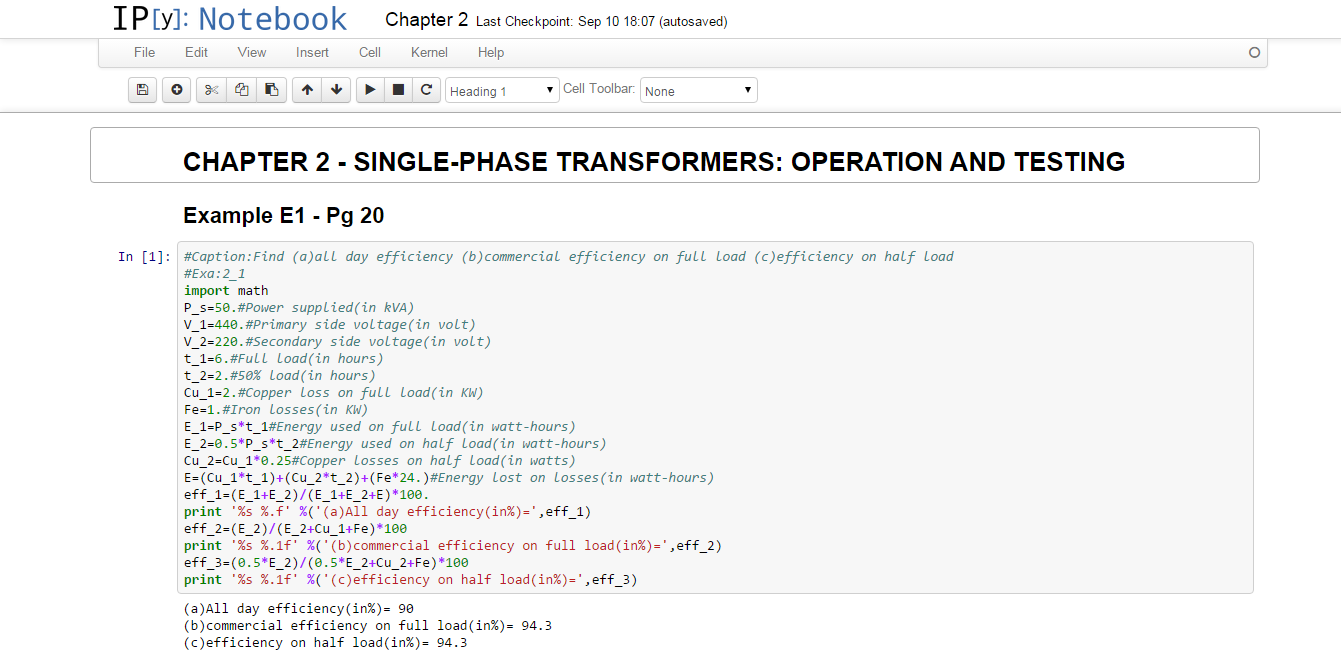 IP[y]: Notebook Chapter 2 Last Checkpoint: Sep 10 18:07 (autosaved)
File Edit View Insert Cell Kernel Help
Heading 1 Cell Toolbar: None
CHAPTER 2 - SINGLE-PHASE TRANSFORMERS: OPERATION AND TESTING
Example E1 - Pg 20
In [1]: #Caption:Find (a)all day efficiency (b)commercial efficiency on full load (c)efficiency on half load
#Exa:2_1
import math
P_s=50.#Power supplied(in kVA)
V_1=440.#Primary side voltage(in volt)
V_2=220.#Secondary side voltage(in volt)
t_1=6.#Full load(in hours)
t_2=2.#50% load(in hours)
Cu_1=2.#Copper loss on full load(in KW)
Fe=1.#Iron losses(in KW)
E_1=P_s*t_1#Energy used on full load(in watt-hours)
E_2=0.5*P_s*t_2#Energy used on half load(in watt-hours)
Cu_2=Cu_1*0.25#Copper losses on half load(in watts)
E=(Cu_1*t_1)+(Cu_2*t_2)+(Fe*24.)#Energy lost on losses(in watt-hours)
eff_1=(E_1+E_2)/(E_1+E_2+E)*100.
print '%s %.f' %('(a)All day efficiency(in%)=',eff_1)
eff_2=(E_2)/(E_2+Cu_1+Fe)*100
print '%s %.1f' %('(b)commercial efficiency on full load(in%)=',eff_2)
eff_3=(0.5*E_2)/(0.5*E_2+Cu_2+Fe)*100
print '%s %.1f' %('(c)efficiency on half load(in%)=',eff_3)
(a)All day efficiency(in%)= 90
(b)commercial efficiency on full load(in%)= 94.3
(c)efficiency on half load(in%)= 94.3